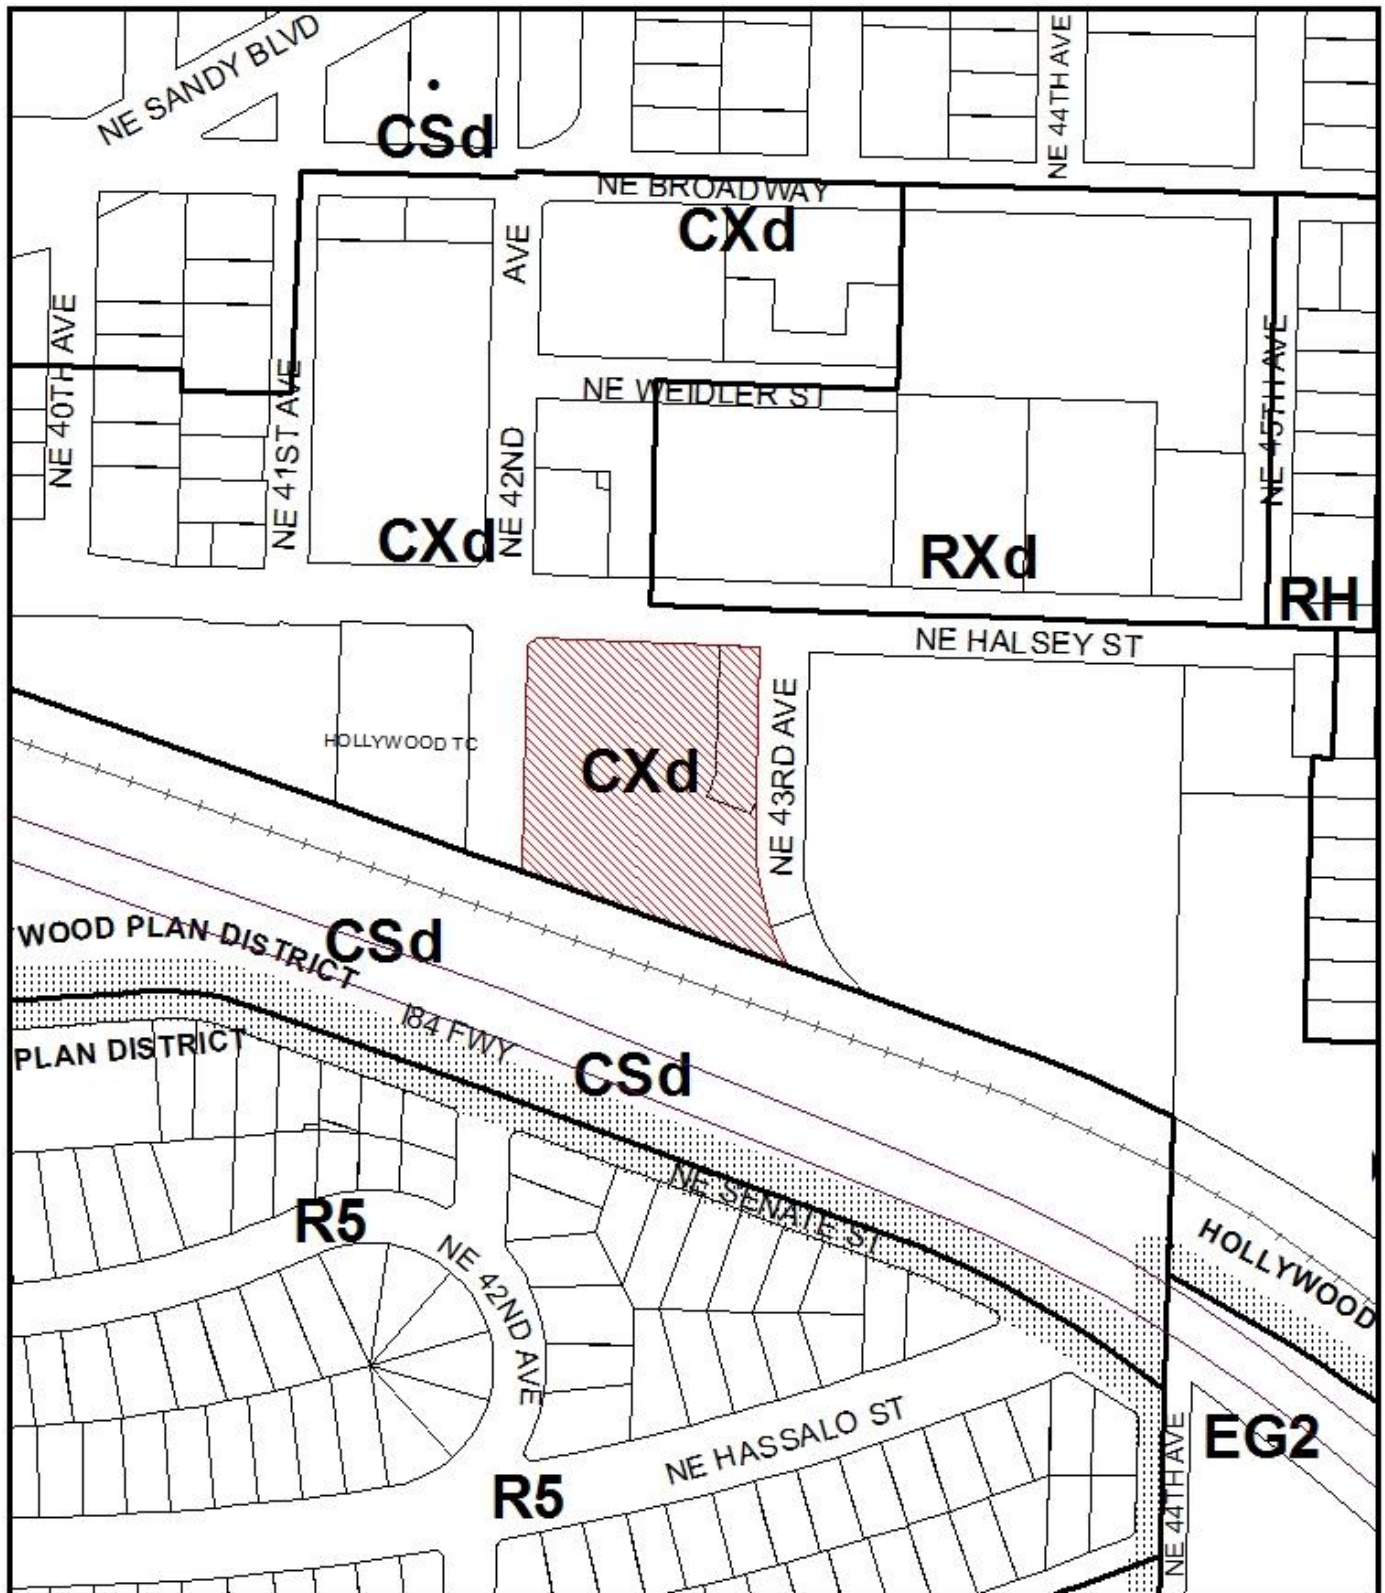 NE SANDY BLVD
CSd
NE 44TH AVE
NE BROADWAY
CXd
AVE
NE 40TH AVE
NE 41ST AVE
NE WEIDLER ST
NE 45TH AVE
NE 42ND
CXd
RXd
RH
NE HALSEY ST
HOLLYWOOD TC
CXd
NE 43RD AVE
WOOD PLAN DISTRICT
CSd
I84 FWY
PLAN DISTRICT
CSd
NE SENATE ST
R5
NE 42ND AVE
HOLLYWOOD
NE HASSALO ST
EG2
R5
NE 44TH AVE